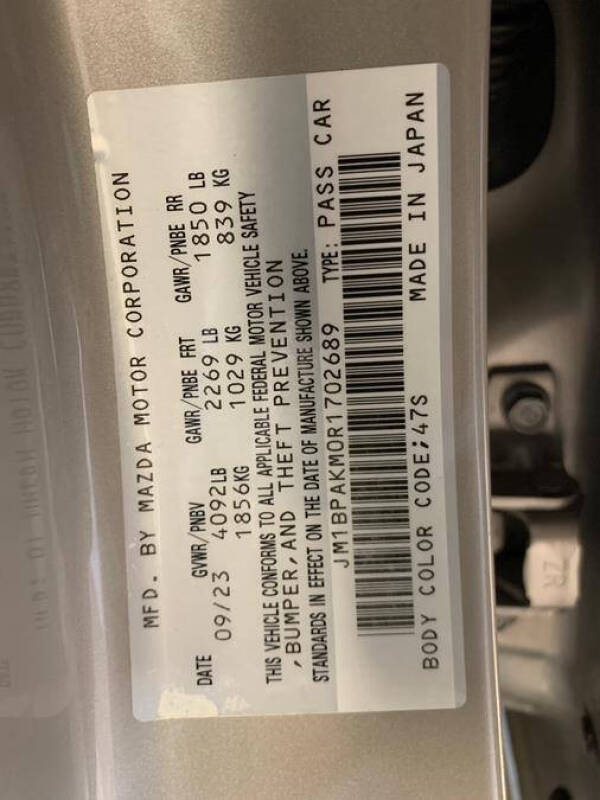 MFD. BY MAZDA MOTOR CORPORATION
DATE GVWR/PNBV GAWR/PNBE FRT GAWR/PNBE RR
09/23 4092LB 2269 LB 1850 LB
1856KG 1029 KG 839 KG
THIS VEHICLE CONFORMS TO ALL APPLICABLE FEDERAL MOTOR VEHICLE SAFETY
,BUMPER,AND THEFT PREVENTION
STANDARDS IN EFFECT ON THE DATE OF MANUFACTURE SHOWN ABOVE.
JM1BPAKM0R1702689 TYPE: PASS CAR
BODY COLOR CODE;47S MADE IN JAPAN